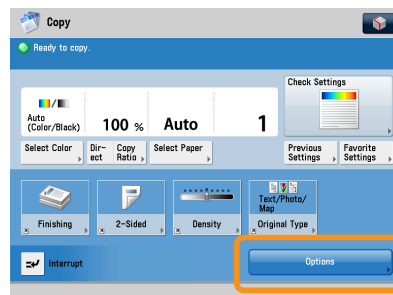 Copy
Ready to copy.
Check Settings
Auto
(Color/Black)
100 %
Auto
1
Select Color
Dir-
ect
Copy
Ratio
Select Paper
Previous
Settings
Favorite
Settings
Finishing
2-Sided
Density
Text/Photo/
Map
Original Type
Interrupt
Options